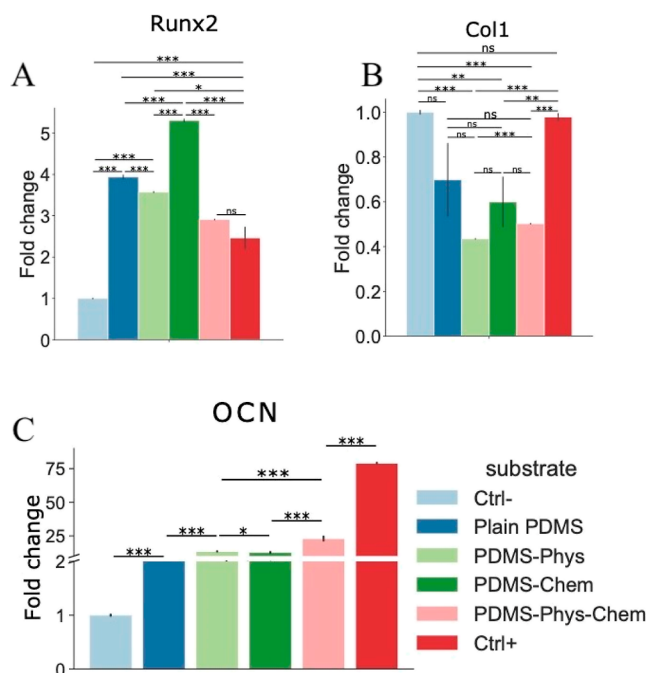 Runx2
A
Fold change
5
4
3
2
1
0
***
***
*
*** ***
*** ***
***
*** ***
ns
Col1
B
Fold change
1.0
0.8
0.6
0.4
0.2
0.0
ns
***
**
*** ***
**
ns ns ***
ns
ns ***
ns ns
OCN
C
Fold change
75
25
2
1
0
***
***
***
***
*
***
substrate
Ctrl-
Plain PDMS
PDMS-Phys
PDMS-Chem
PDMS-Phys-Chem
Ctrl+